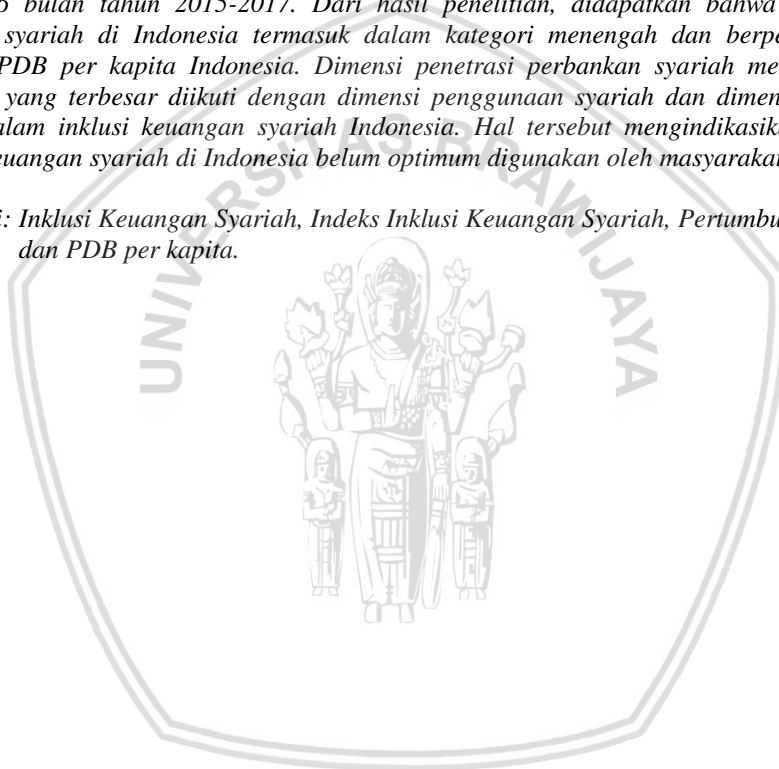 6 bulan tahun 2015-2017. Dari hasil penelitian, didapatkan bahwa
syariah di Indonesia termasuk dalam kategori menengah dan berpe
PDB per kapita Indonesia. Dimensi penetrasi perbankan syariah me
yang terbesar diikuti dengan dimensi penggunaan syariah dan dimen
alam inklusi keuangan syariah Indonesia. Hal tersebut mengindikasik
euangan syariah di Indonesia belum optimum digunakan oleh masyarakat
i: Inklusi Keuangan Syariah, Indeks Inklusi Keuangan Syariah, Pertumbu
dan PDB per kapita.
UNIVERSITAS BRAWIJAYA